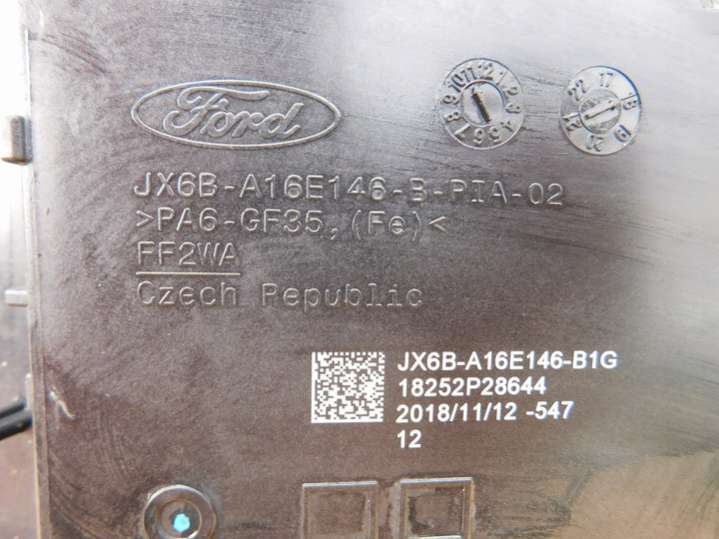 Ford
JX6B-A16E146-B-PIA-02
>PA6-GF35,(Fe)<
FF2WA
Czech Republic
JX6B-A16E146-B1G
18252P28644
2018/11/12 -547
12